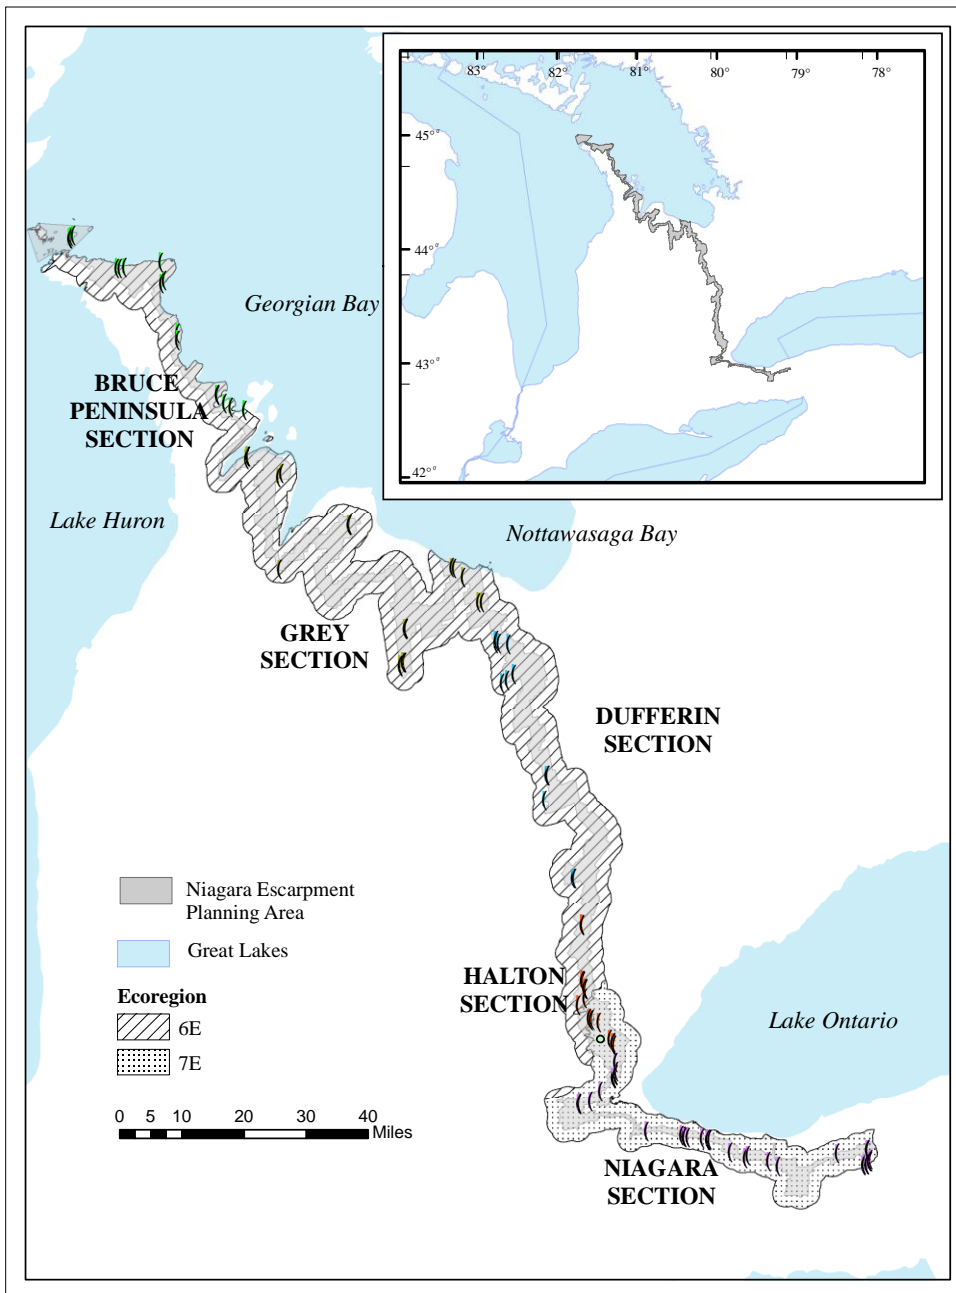 83°
82°
81°
80°
79°
78°
45°
44°
43°
42°
Georgian Bay
BRUCE
PENINSULA
SECTION
Lake Huron
Nottawasaga Bay
GREY
SECTION
DUFFERIN
SECTION
Niagara Escarpment
Planning Area
Great Lakes
Ecoregion
6E
7E
HALTON
SECTION
Lake Ontario
0 5 10 20 30 40
Miles
NIAGARA
SECTION